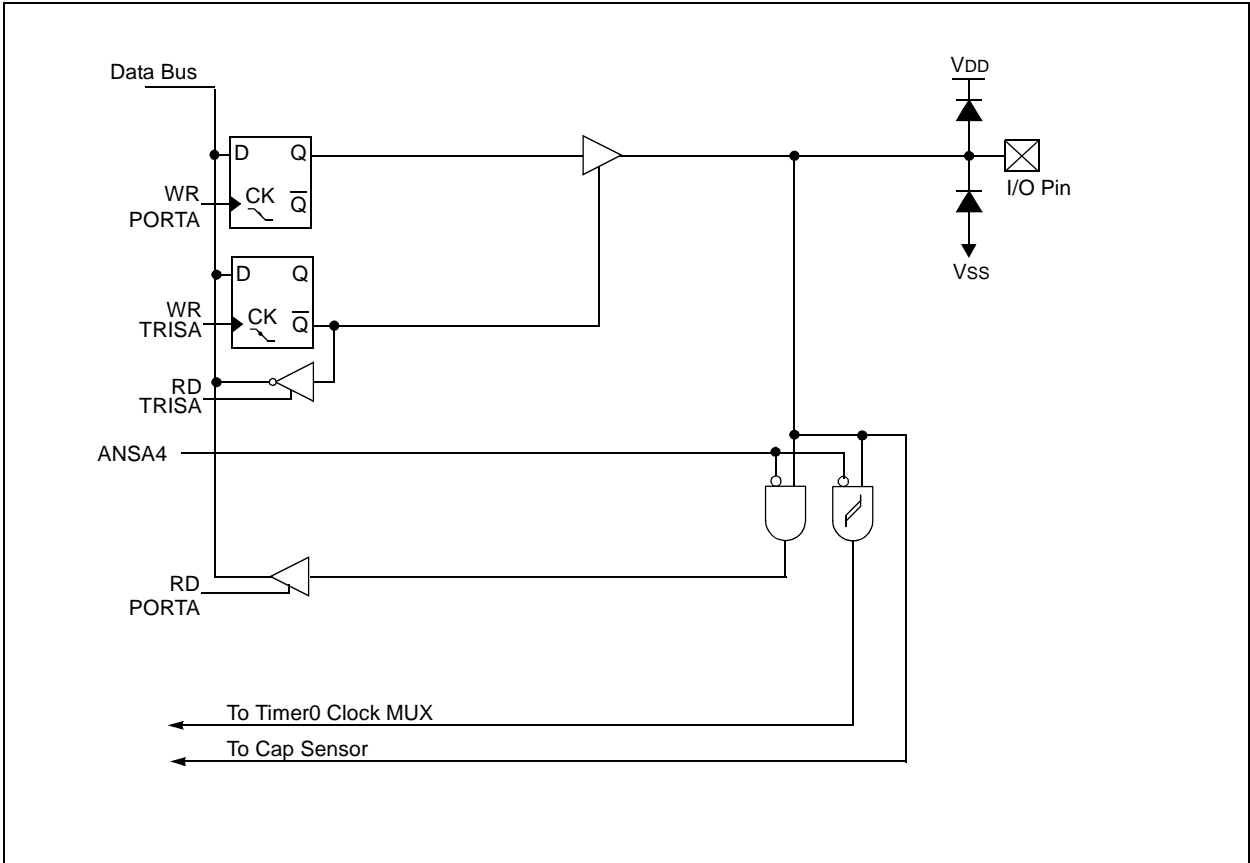 Data Bus
VDD
D Q
WR
PORTA
CK Q̅
I/O Pin
D Q
WR
TRISA
CK Q̅
VSS
RD
TRISA
ANSA4
RD
PORTA
To Timer0 Clock MUX
To Cap Sensor